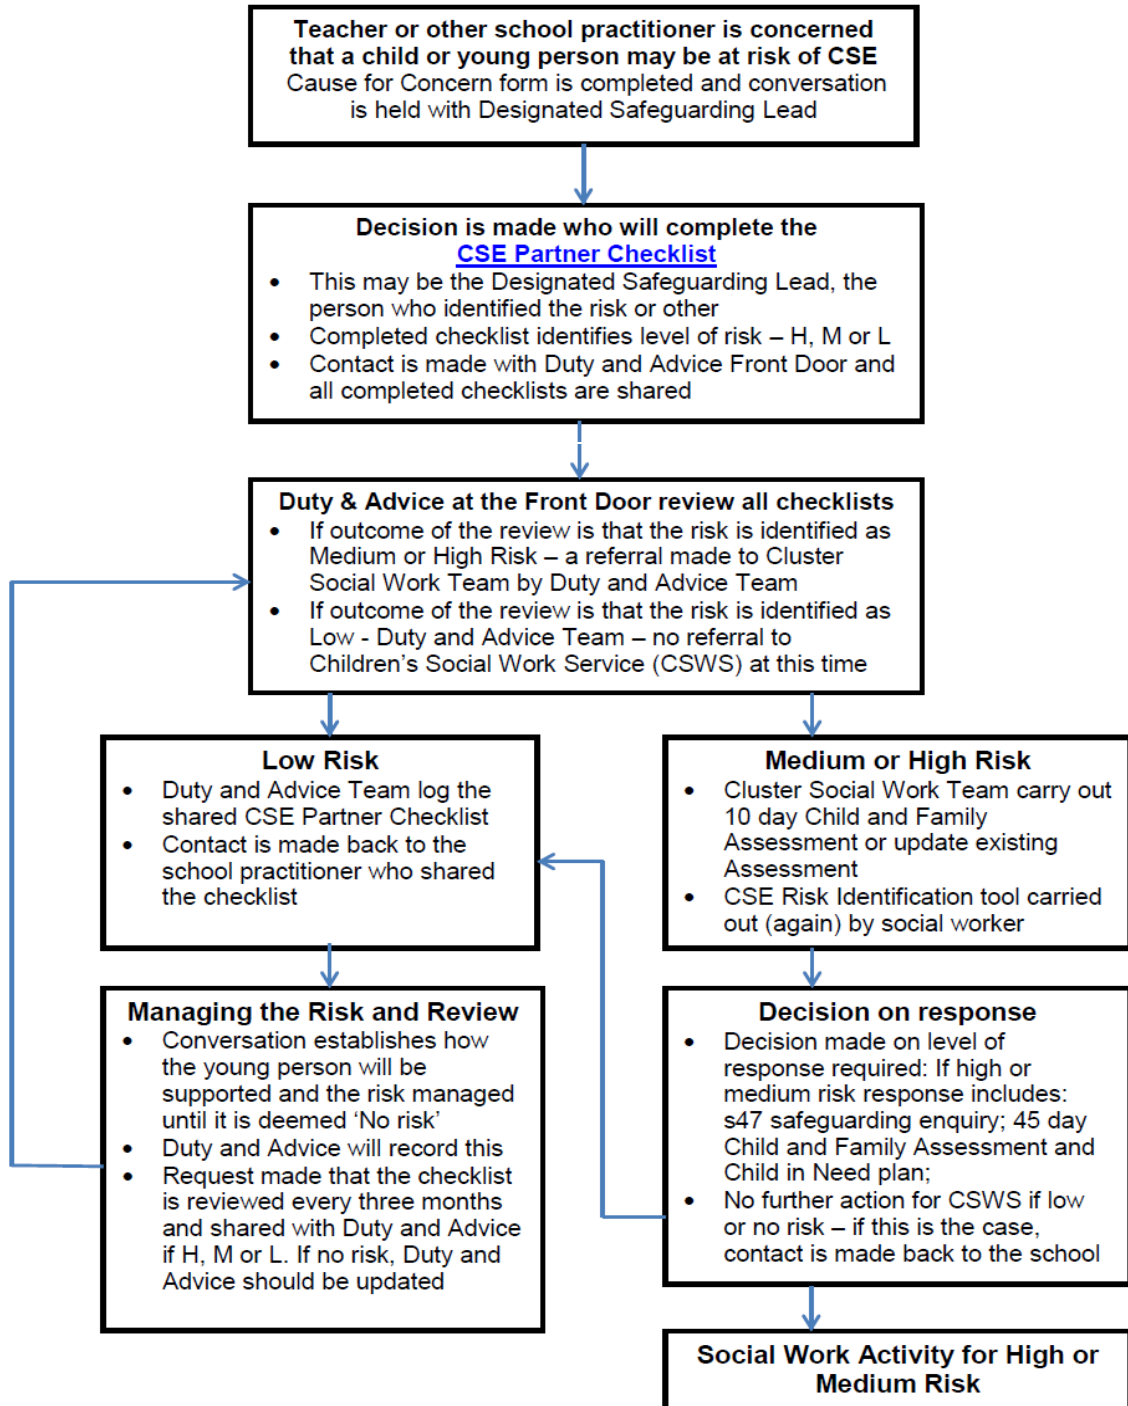 Teacher or other school practitioner is concerned
that a child or young person may be at risk of CSE
Cause for Concern form is completed and conversation
is held with Designated Safeguarding Lead
Decision is made who will complete the
CSE Partner Checklist
• This may be the Designated Safeguarding Lead, the
person who identified the risk or other
• Completed checklist identifies level of risk – H, M or L
• Contact is made with Duty and Advice Front Door and
all completed checklists are shared
Duty & Advice at the Front Door review all checklists
• If outcome of the review is that the risk is identified as
Medium or High Risk – a referral made to Cluster
Social Work Team by Duty and Advice Team
• If outcome of the review is that the risk is identified as
Low - Duty and Advice Team – no referral to
Children’s Social Work Service (CSWS) at this time
Low Risk
• Duty and Advice Team log the
shared CSE Partner Checklist
• Contact is made back to the
school practitioner who shared
the checklist
Medium or High Risk
• Cluster Social Work Team carry out
10 day Child and Family
Assessment or update existing
Assessment
• CSE Risk Identification tool carried
out (again) by social worker
Managing the Risk and Review
• Conversation establishes how
the young person will be
supported and the risk managed
until it is deemed ‘No risk’
• Duty and Advice will record this
• Request made that the checklist
is reviewed every three months
and shared with Duty and Advice
if H, M or L. If no risk, Duty and
Advice should be updated
Decision on response
• Decision made on level of
response required: If high or
medium risk response includes:
s47 safeguarding enquiry; 45 day
Child and Family Assessment and
Child in Need plan;
• No further action for CSWS if low
or no risk – if this is the case,
contact is made back to the school
Social Work Activity for High or
Medium Risk